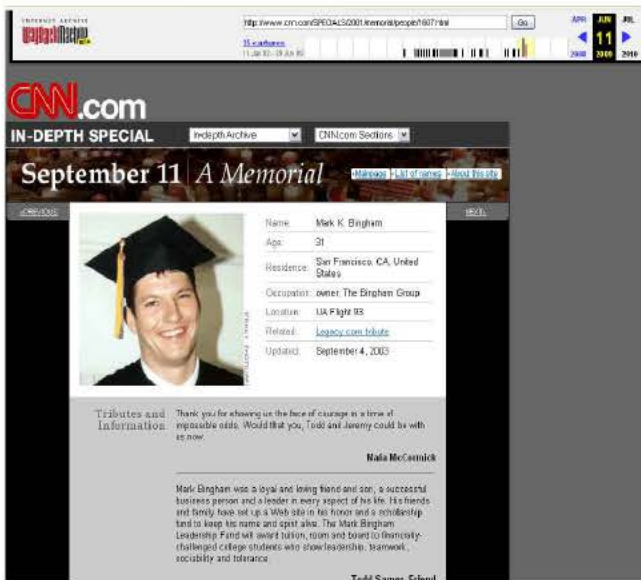 INTERNET ARCHIVE
WayBackMachine
http://www.cnn.com/SPECIALS/2001/memorial/people/1607.html
Go
APR JUN JUL
35 captures
11
2008 2009 2010
CNN.com
IN-DEPTH SPECIAL
In-depth Archive
CNN.com Sections
September 11 A Memorial
Main page
List of names
About this site
PREVIOUS
NEXT
Name: Mark K. Bingham
Age: 31
Residence: San Francisco, CA, United
States
Occupation: owner, The Bingham Group
Location: UA Flight 93
Related: Legacy.com tribute
Updated: September 4, 2003
Tributes and
Information
Thank you for showing us the face of courage in a time of
impossible odds. Would that you, Todd and Jeremy could be with
us now.
McCormick
Mark Bingham was a loyal and loving friend and son, a successful
business person and a leader in every aspect of his life. His friends
and family have set up a Web site in his honor and a scholarship
fund to keep his name and spirit alive. The Mark Bingham
Leadership Fund will award tuition, room and board to financially-
challenged college students who show leadership, teamwork,
sociability and tolerance.
Todd Friend